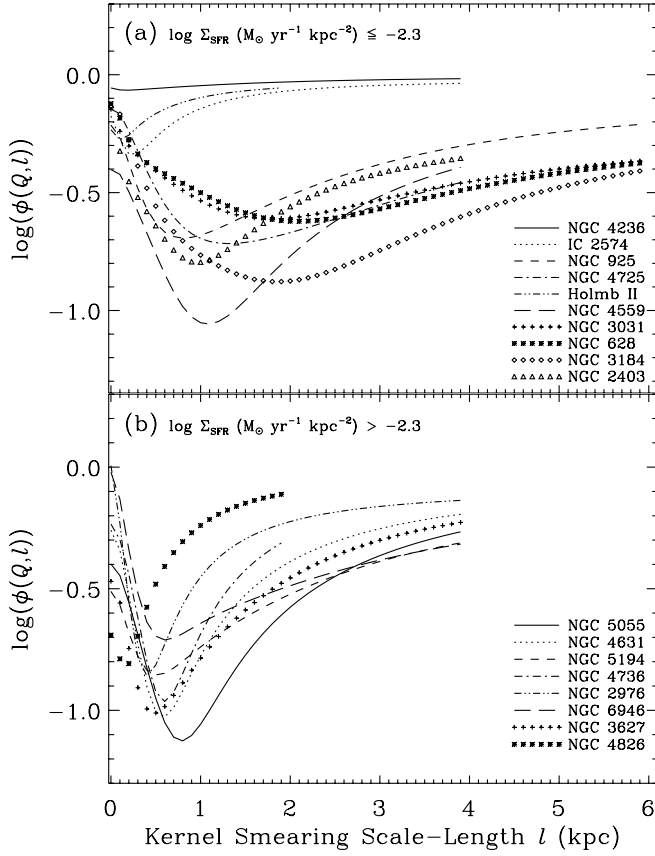 (a) log Σ_SFR (M_⊙ yr⁻¹ kpc⁻²) ≦ −2.3
0.0
−0.5
−1.0
log(ϕ(Q,l))
NGC 4236
IC 2574
NGC 925
NGC 4725
Holmb II
NGC 4559
NGC 3031
NGC 628
NGC 3184
NGC 2403
(b) log Σ_SFR (M_⊙ yr⁻¹ kpc⁻²) > −2.3
0.0
−0.5
−1.0
log(ϕ(Q,l))
NGC 5055
NGC 4631
NGC 5194
NGC 4736
NGC 2976
NGC 6946
NGC 3627
NGC 4826
0 1 2 3 4 5 6
Kernel Smearing Scale−Length l (kpc)